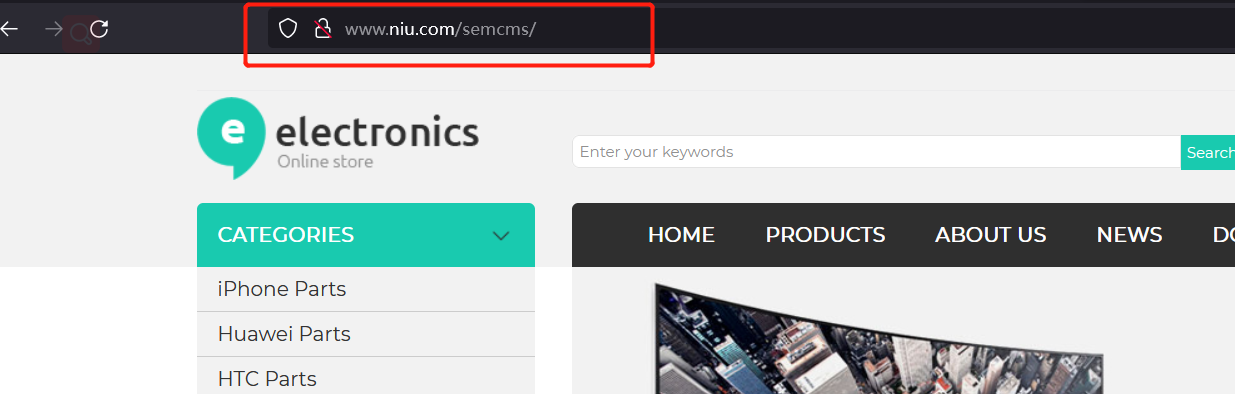 www.niu.com/semcms/
e electronics
Online store
Enter your keywords
Search
CATEGORIES
HOME PRODUCTS ABOUT US NEWS
iPhone Parts
Huawei Parts
HTC Parts